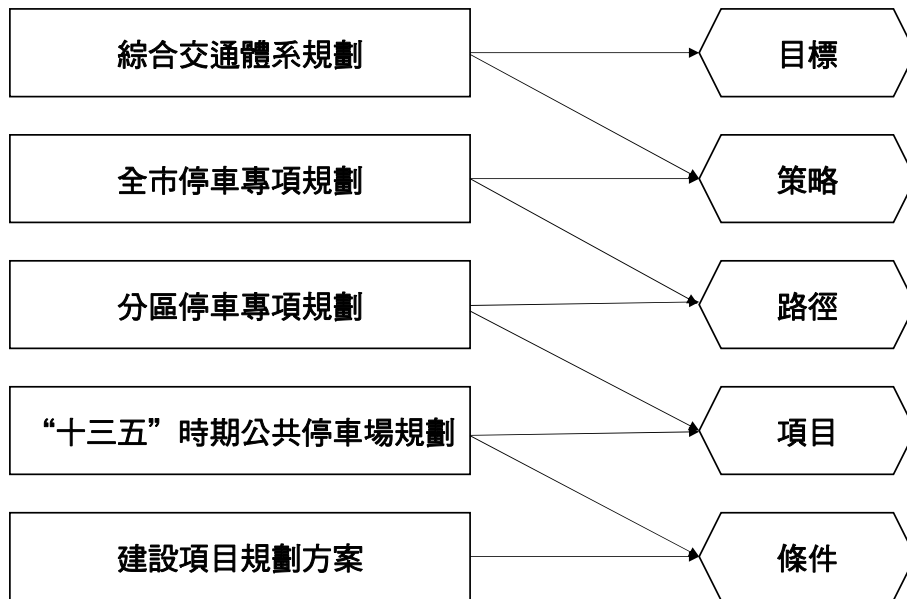 綜合交通體系規劃
目標
全市停車專項規劃
策略
分區停車專項規劃
路徑
“十三五”時期公共停車場規劃
項目
建設項目規劃方案
條件